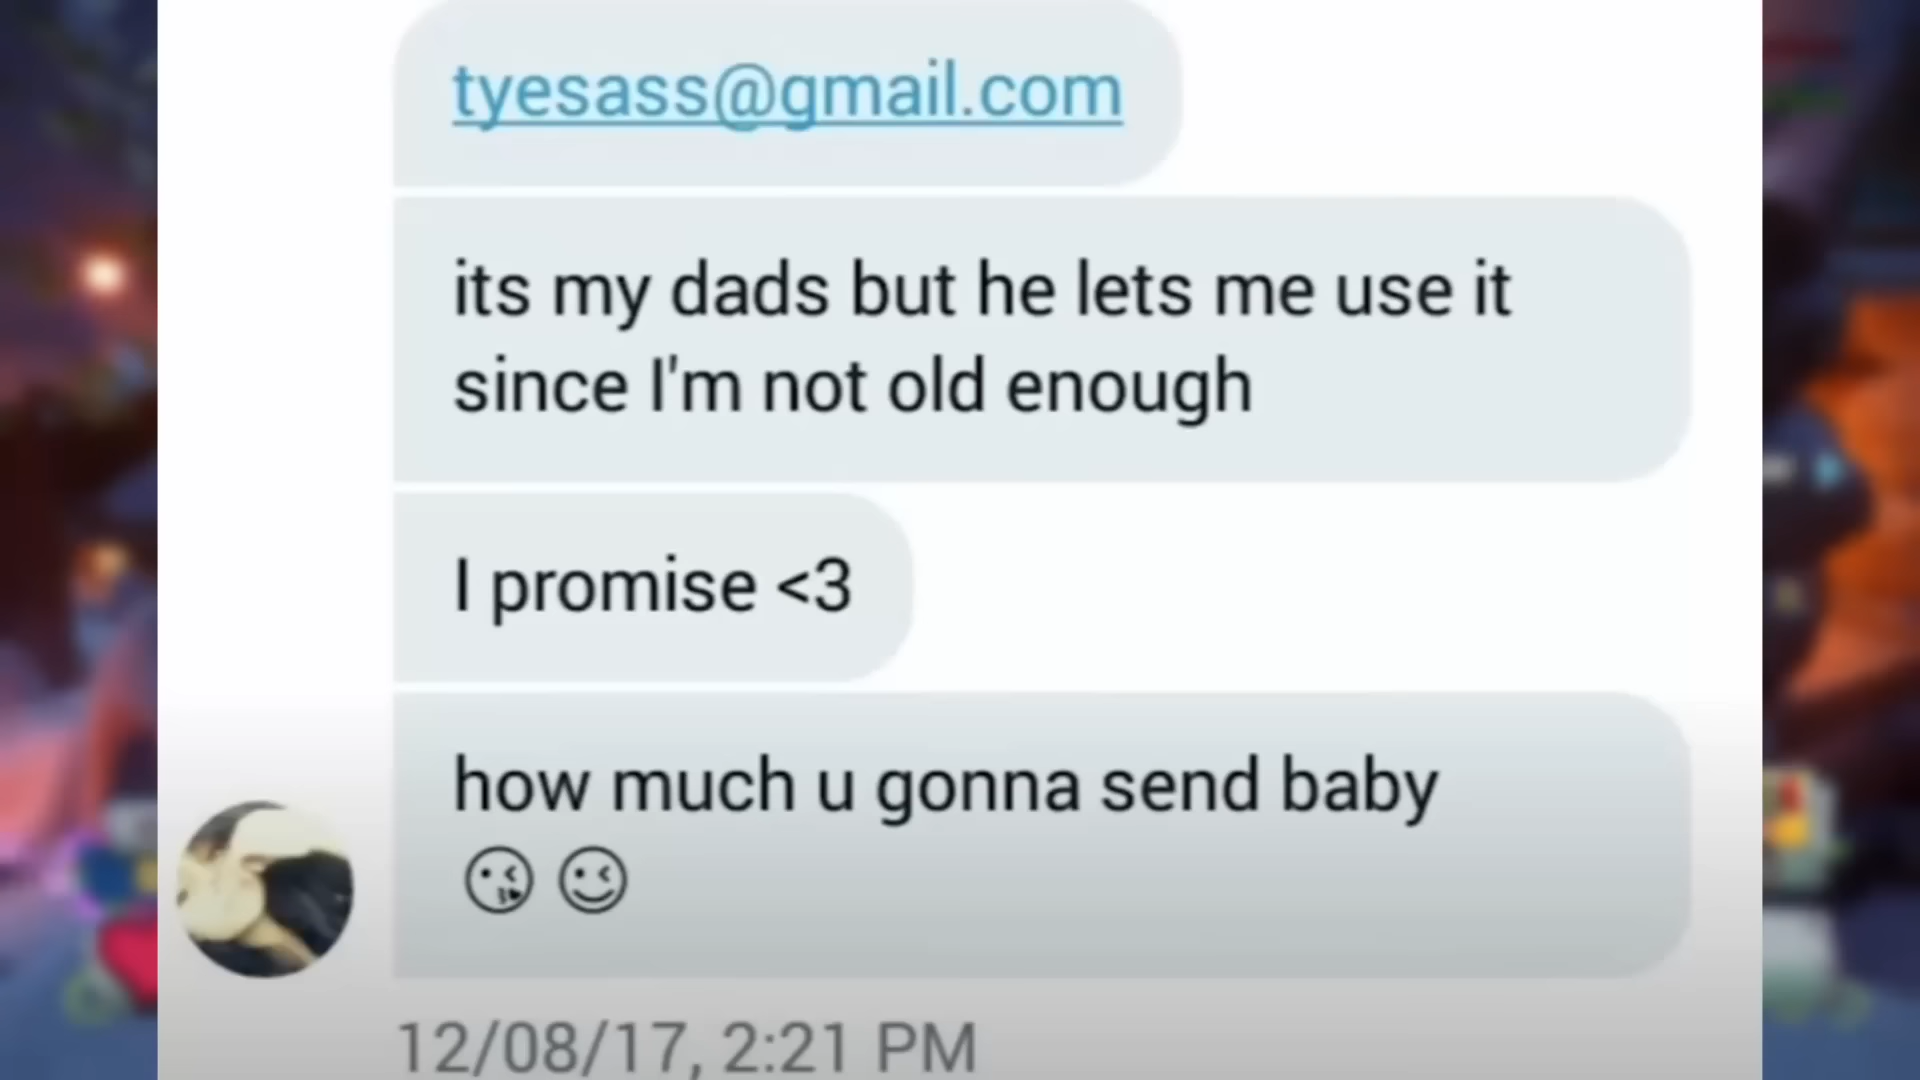 tyesass@gmail.com
its my dads but he lets me use it
since I'm not old enough
I promise <3
how much u gonna send baby
😘 😉
12/08/17, 2:21 PM